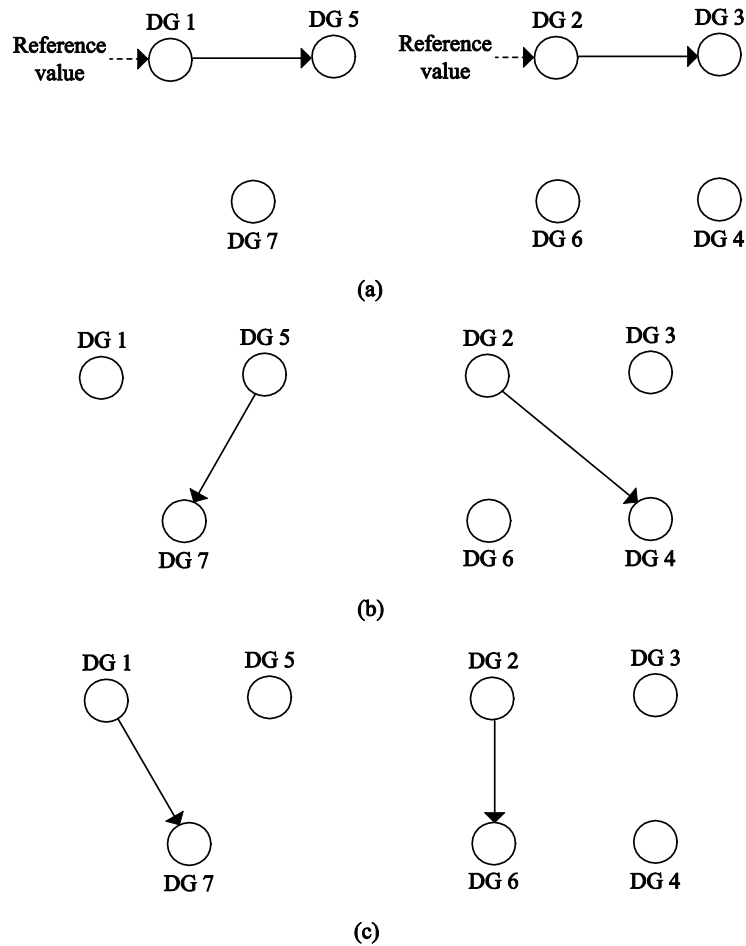 DG 1
DG 5
DG 2
DG 3
Reference
value
Reference
value
DG 7
DG 6
DG 4
(a)
DG 1
DG 5
DG 2
DG 3
DG 7
DG 6
DG 4
(b)
DG 1
DG 5
DG 2
DG 3
DG 7
DG 6
DG 4
(c)